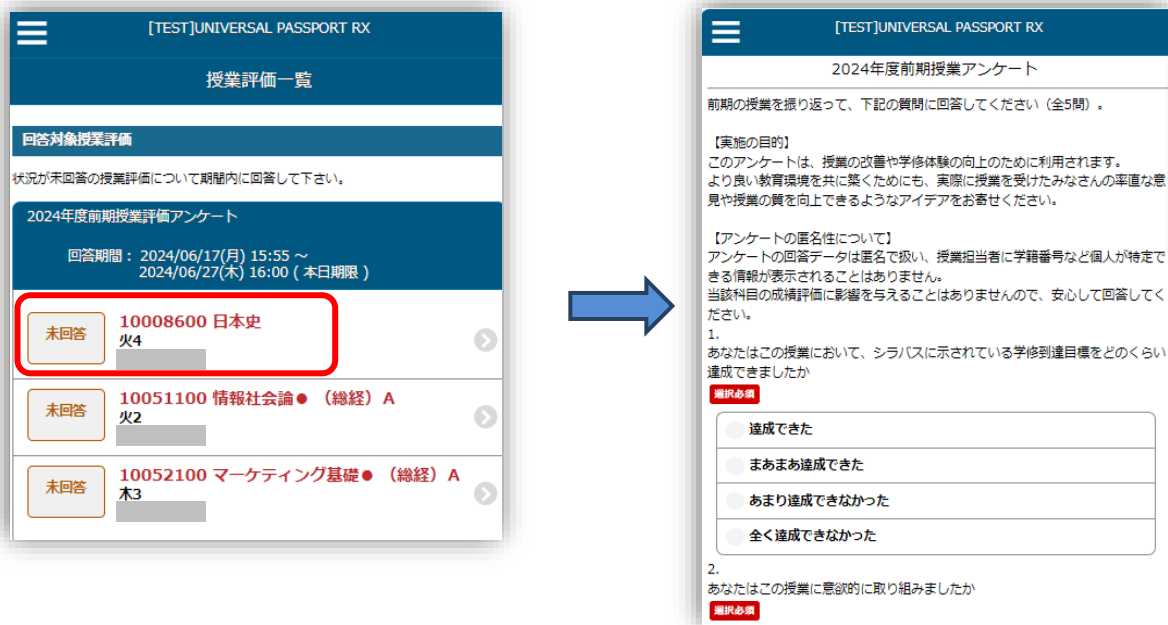 [TEST]UNIVERSAL PASSPORT RX
授業評価一覧
回答対象授業評価
状況が未回答の授業評価について期間内に回答して下さい。
2024年度前期授業評価アンケート
回答期間： 2024/06/17(月) 15:55 ～
2024/06/27(木) 16:00 ( 本日期限 )
未回答
10008600 日本史
火4
未回答
10051100 情報社会論● （総経）A
火2
未回答
10052100 マーケティング基礎● （総経）A
木3
[TEST]UNIVERSAL PASSPORT RX
2024年度前期授業アンケート
前期の授業を振り返って、下記の質問に回答してください（全5問）。
【実施の目的】
このアンケートは、授業の改善や学修体験の向上のために利用されます。
より良い教育環境を共に築くためにも、実際に授業を受けたみなさんの率直な意
見や授業の質を向上できるようなアイデアをお寄せください。
【アンケートの匿名性について】
アンケートの回答データは匿名で扱い、授業担当者に学籍番号など個人が特定で
きる情報が表示されることはありません。
当該科目の成績評価に影響を与えることはありませんので、安心して回答してく
ださい。
1.
あなたはこの授業において、シラバスに示されている学修到達目標をどのくらい
達成できましたか
選択必須
達成できた
まあまあ達成できた
あまり達成できなかった
全く達成できなかった
2.
あなたはこの授業に意欲的に取り組みましたか
選択必須